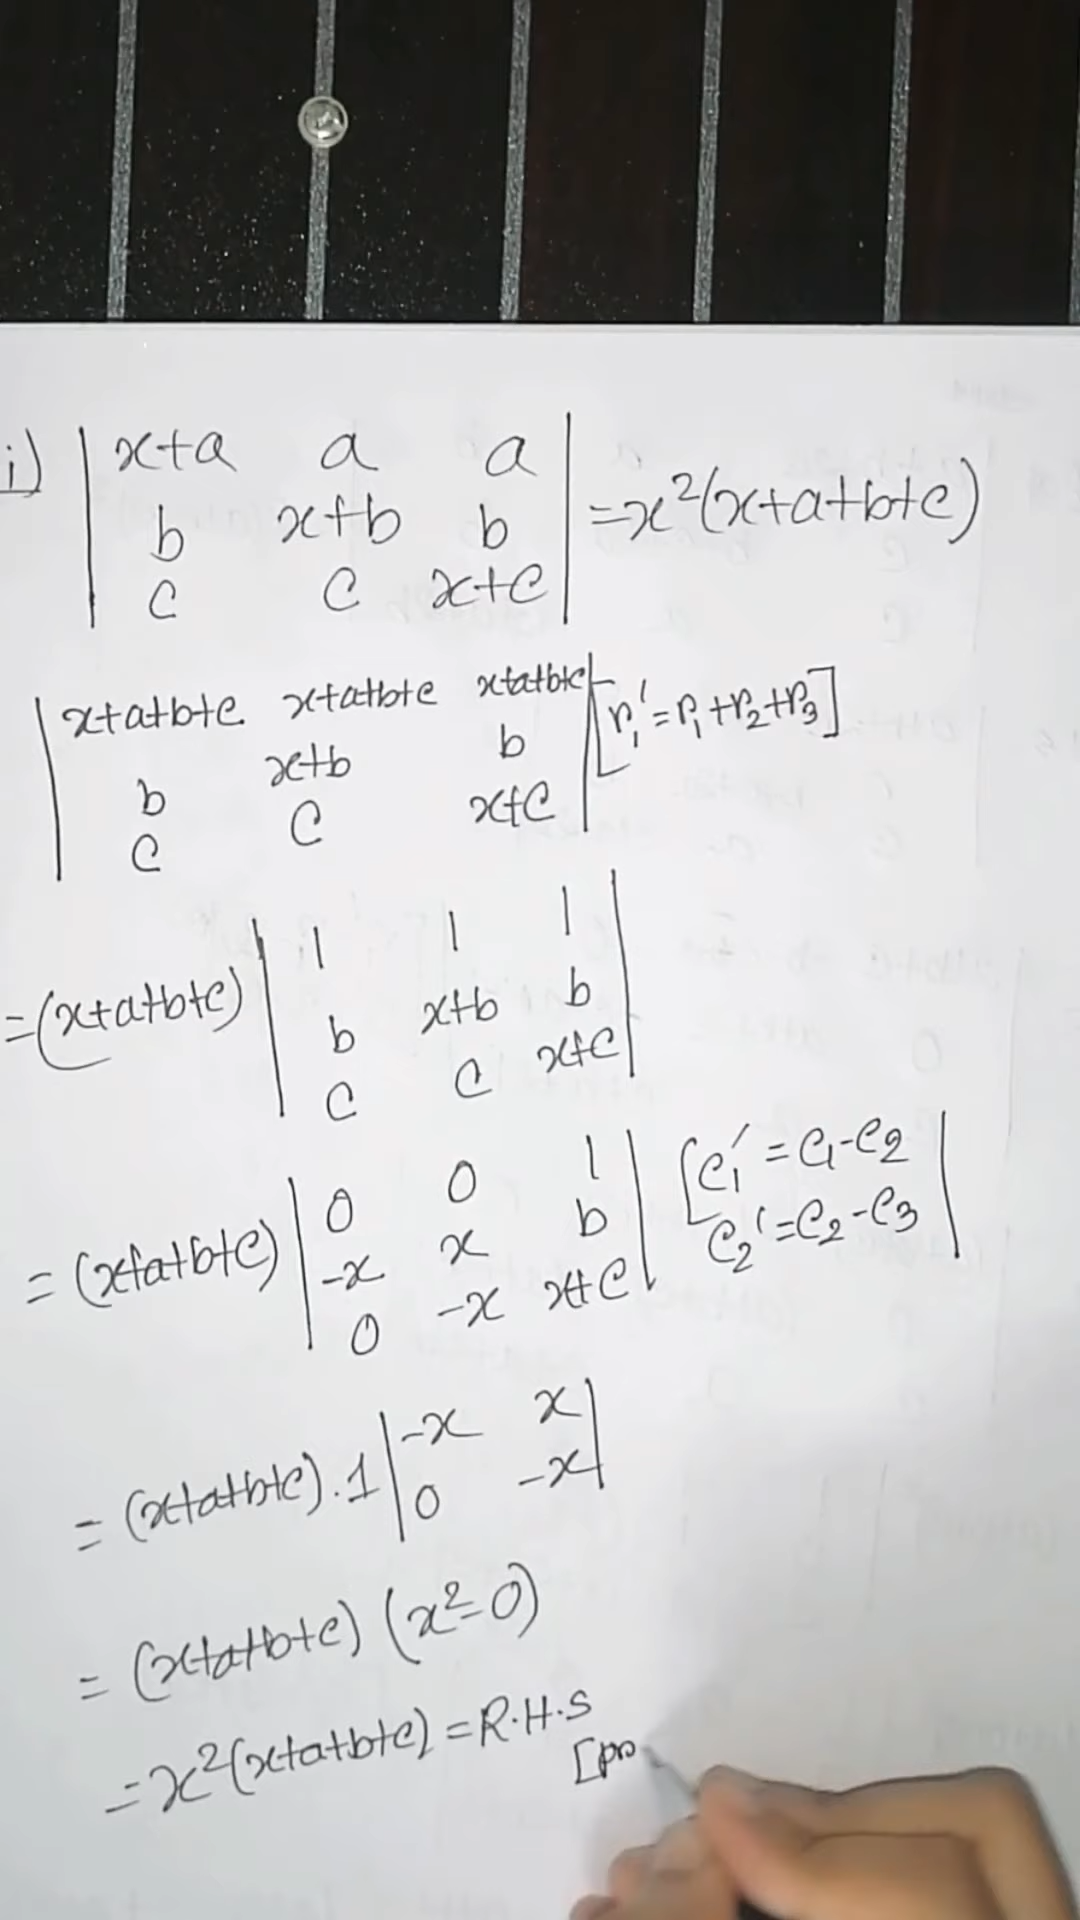 i) | x+a a a |
| b x+b b | = x²(x+a+b+c)
| c c x+c |
| x+a+b+c x+a+b+c x+a+b+c | [r₁′ = r₁+r₂+r₃]
| b x+b b |
| c c x+c |
| 1 1 1 |
= (x+a+b+c) | b x+b b |
| c c x+c |
| 0 0 1 | [c₁′ = c₁-c₂
= (x+a+b+c) | -x x b | c₂′ = c₂-c₃ |
| 0 -x x+c |
= (x+a+b+c).1 | -x x |
| 0 -x |
= (x+a+b+c) (x²-0)
= x²(x+a+b+c) = R.H.S
[pro